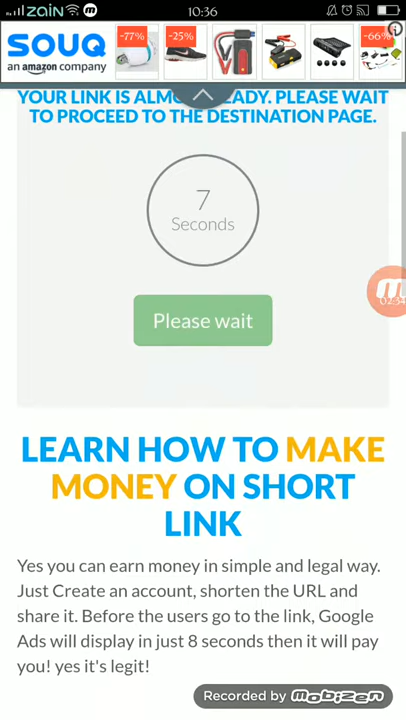 zain
10:36
SOUQ
an amazon company
-77%
-25%
-66%
YOUR LINK IS ALMOST READY. PLEASE WAIT
TO PROCEED TO THE DESTINATION PAGE.
7
Seconds
Please wait
02:34
LEARN HOW TO MAKE
MONEY ON SHORT
LINK
Yes you can earn money in simple and legal way.
Just Create an account, shorten the URL and
share it. Before the users go to the link, Google
Ads will display in just 8 seconds then it will pay
you! yes it's legit!
Recorded by mobizen